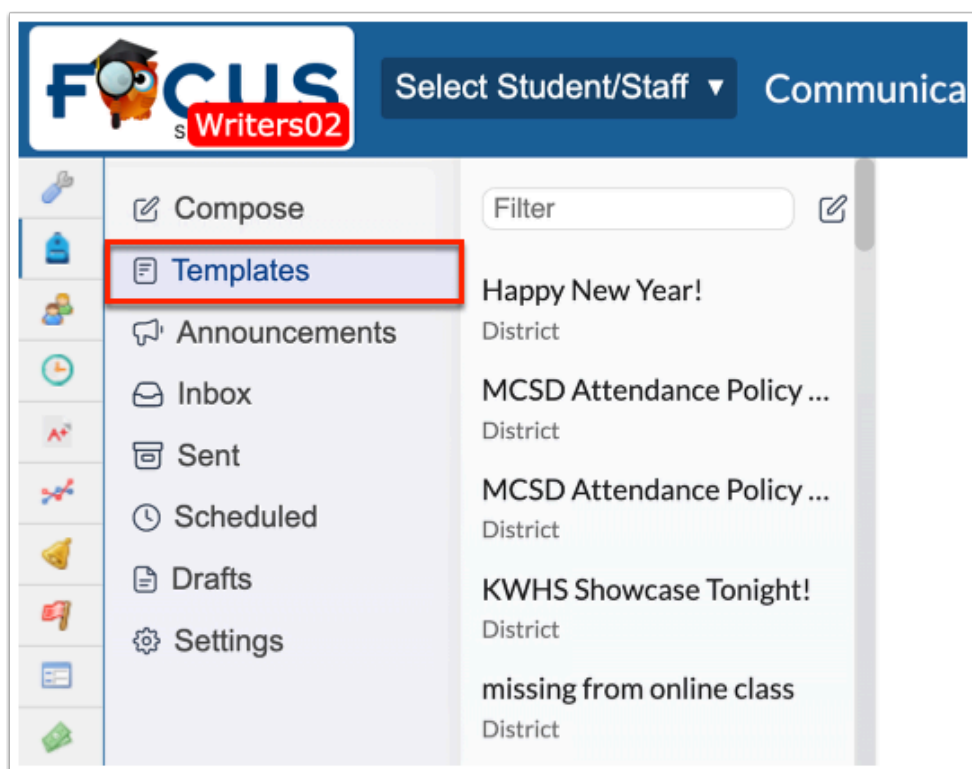 FOCUS
S
Writers02
Select Student/Staff ▼
Communica
Compose
Templates
Announcements
Inbox
Sent
Scheduled
Drafts
Settings
Filter
Happy New Year!
District
MCSD Attendance Policy ...
District
MCSD Attendance Policy ...
District
KWHS Showcase Tonight!
District
missing from online class
District
A+